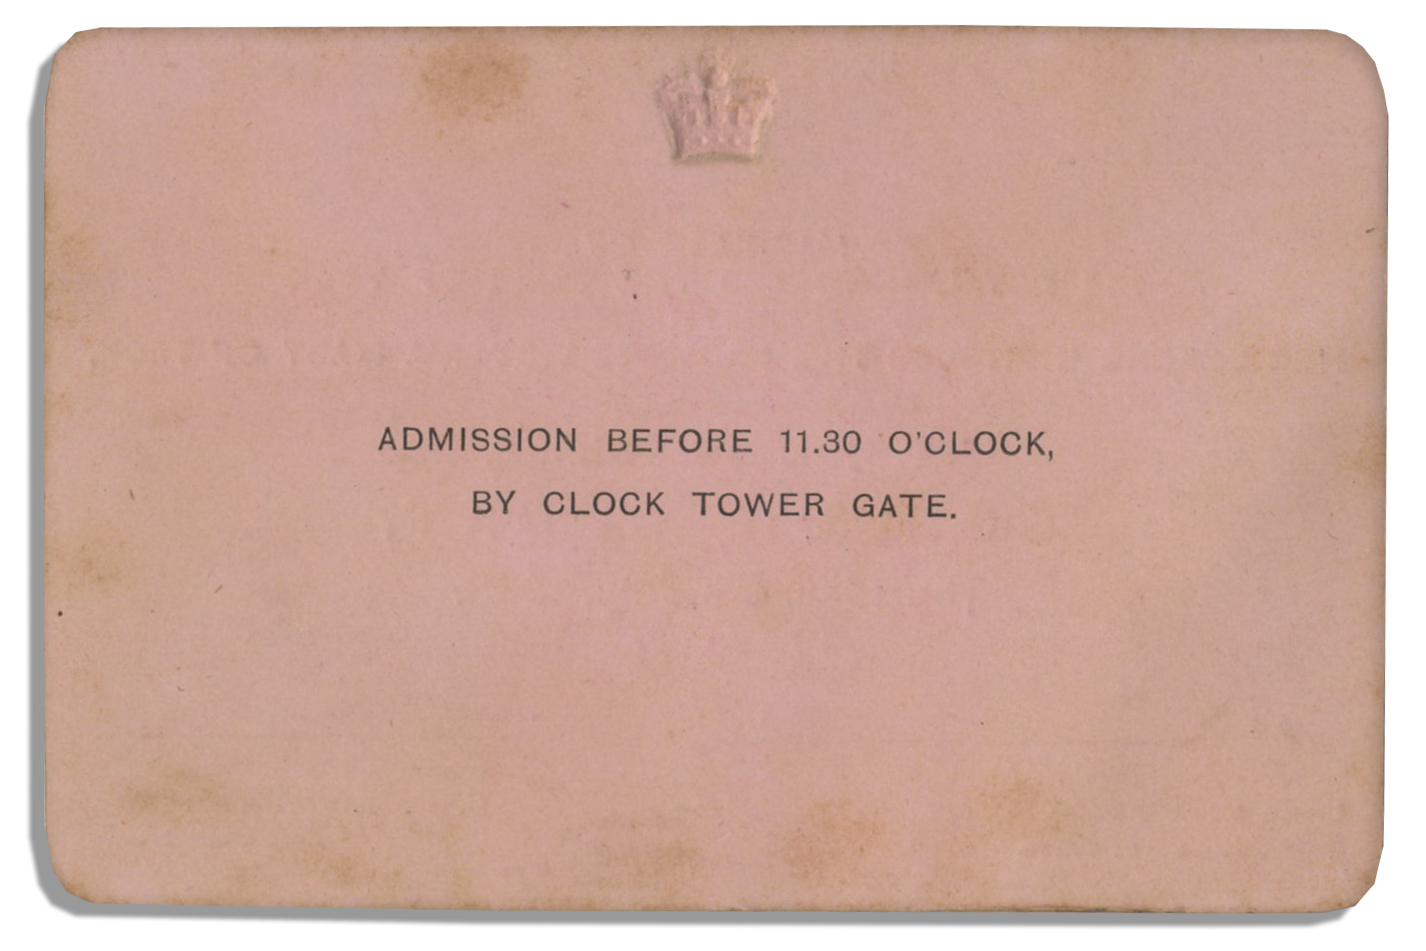 ADMISSION BEFORE 11.30 O'CLOCK,
BY CLOCK TOWER GATE.